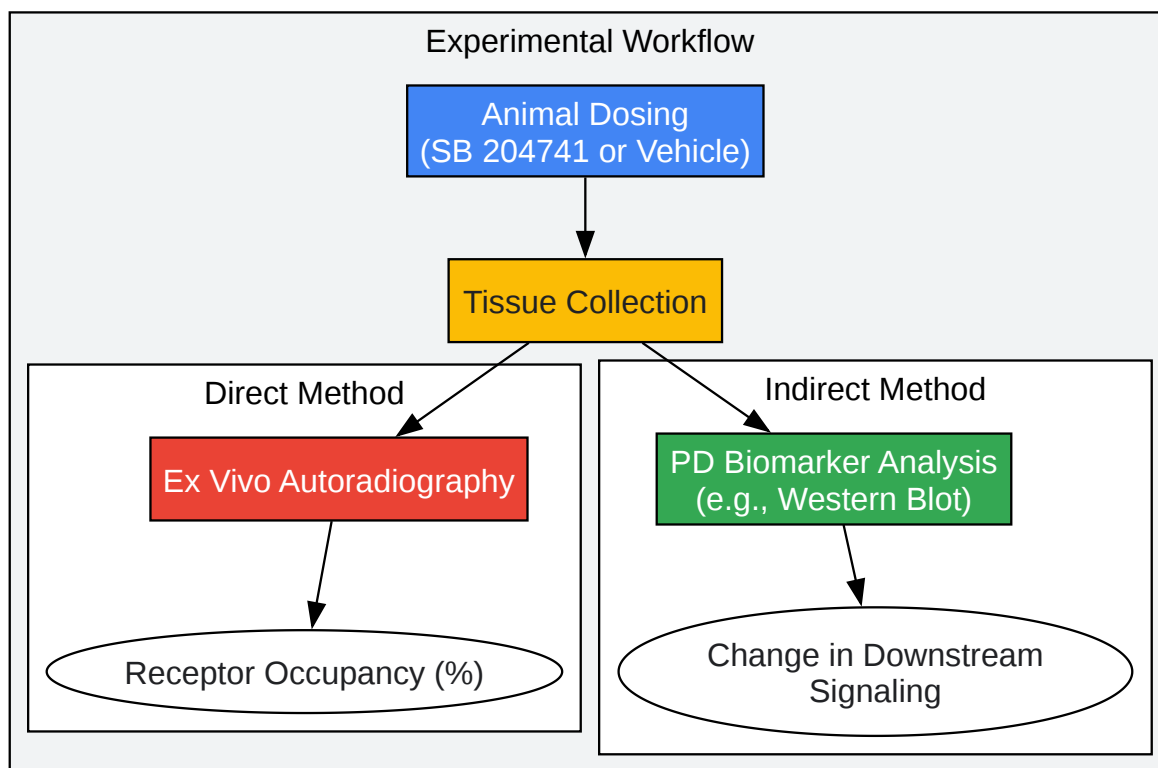 Experimental Workflow
Animal Dosing
(SB 204741 or Vehicle)
Tissue Collection
Direct Method
Ex Vivo Autoradiography
Receptor Occupancy (%)
Indirect Method
PD Biomarker Analysis
(e.g., Western Blot)
Change in Downstream
Signaling